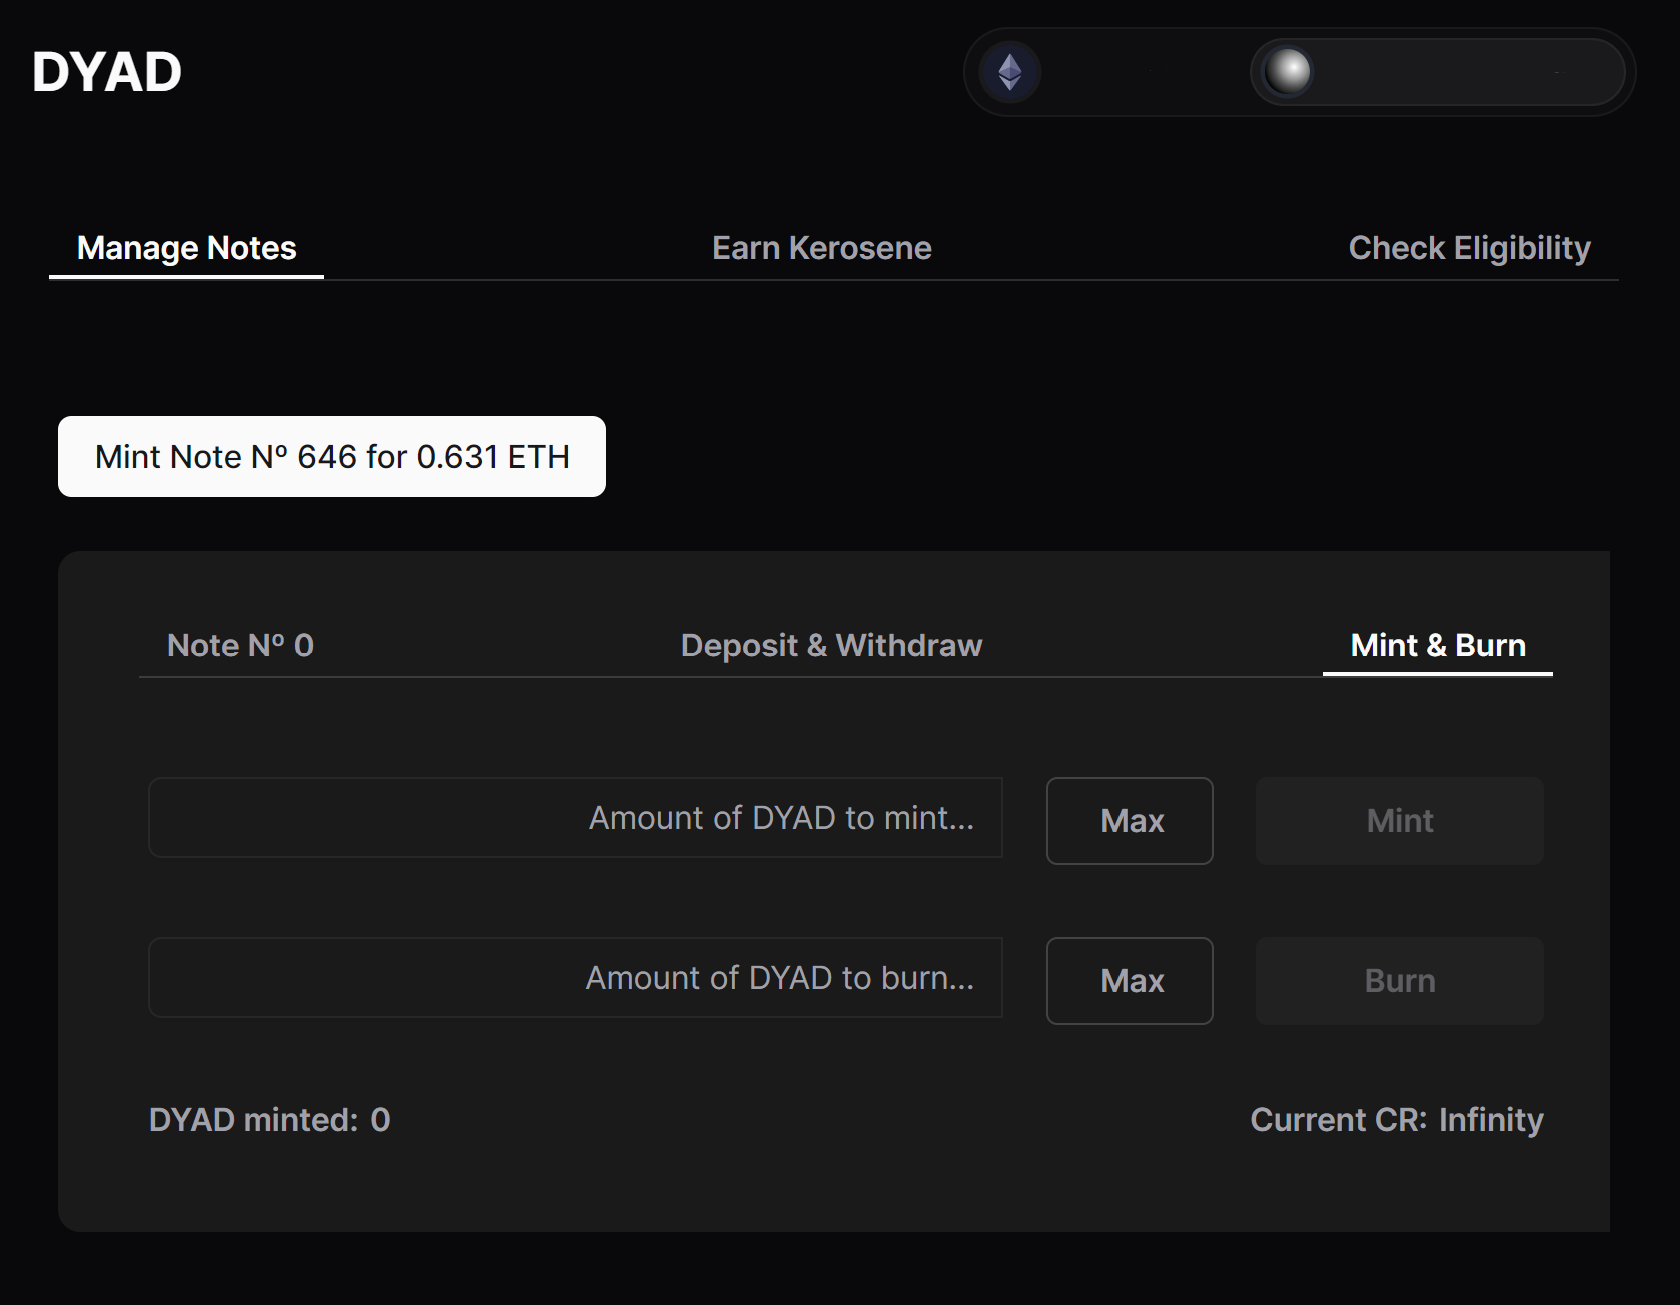 DYAD
Manage Notes
Earn Kerosene
Check Eligibility
Mint Note Nº 646 for 0.631 ETH
Note Nº 0
Deposit & Withdraw
Mint & Burn
Amount of DYAD to mint...
Max
Mint
Amount of DYAD to burn...
Max
Burn
DYAD minted: 0
Current CR: Infinity